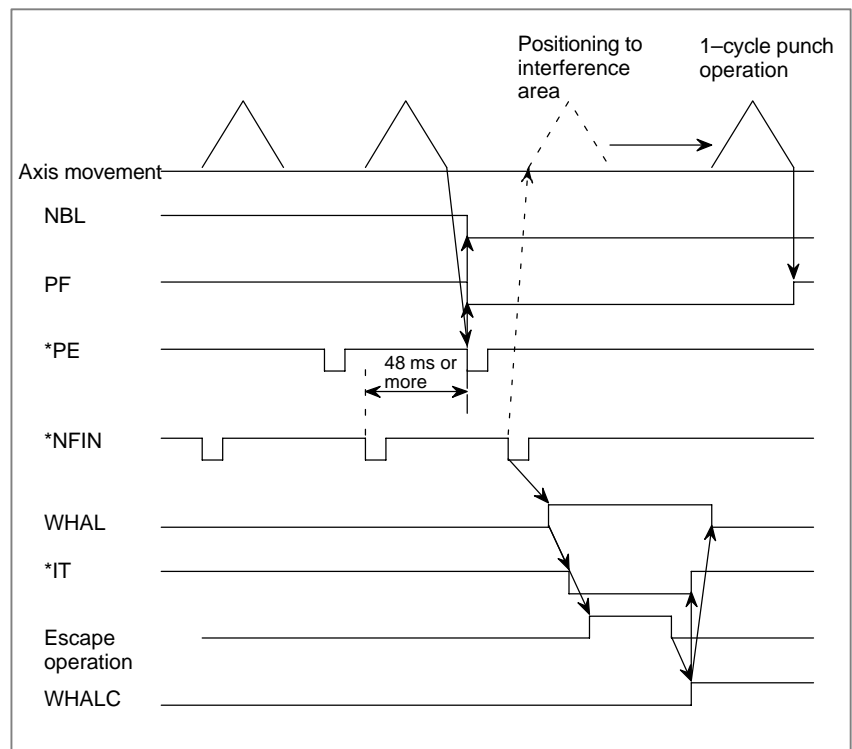 Positioning to
interference
area
1–cycle punch
operation
Axis movement
NBL
PF
*PE
48 ms or
more
*NFIN
WHAL
*IT
Escape
operation
WHALC